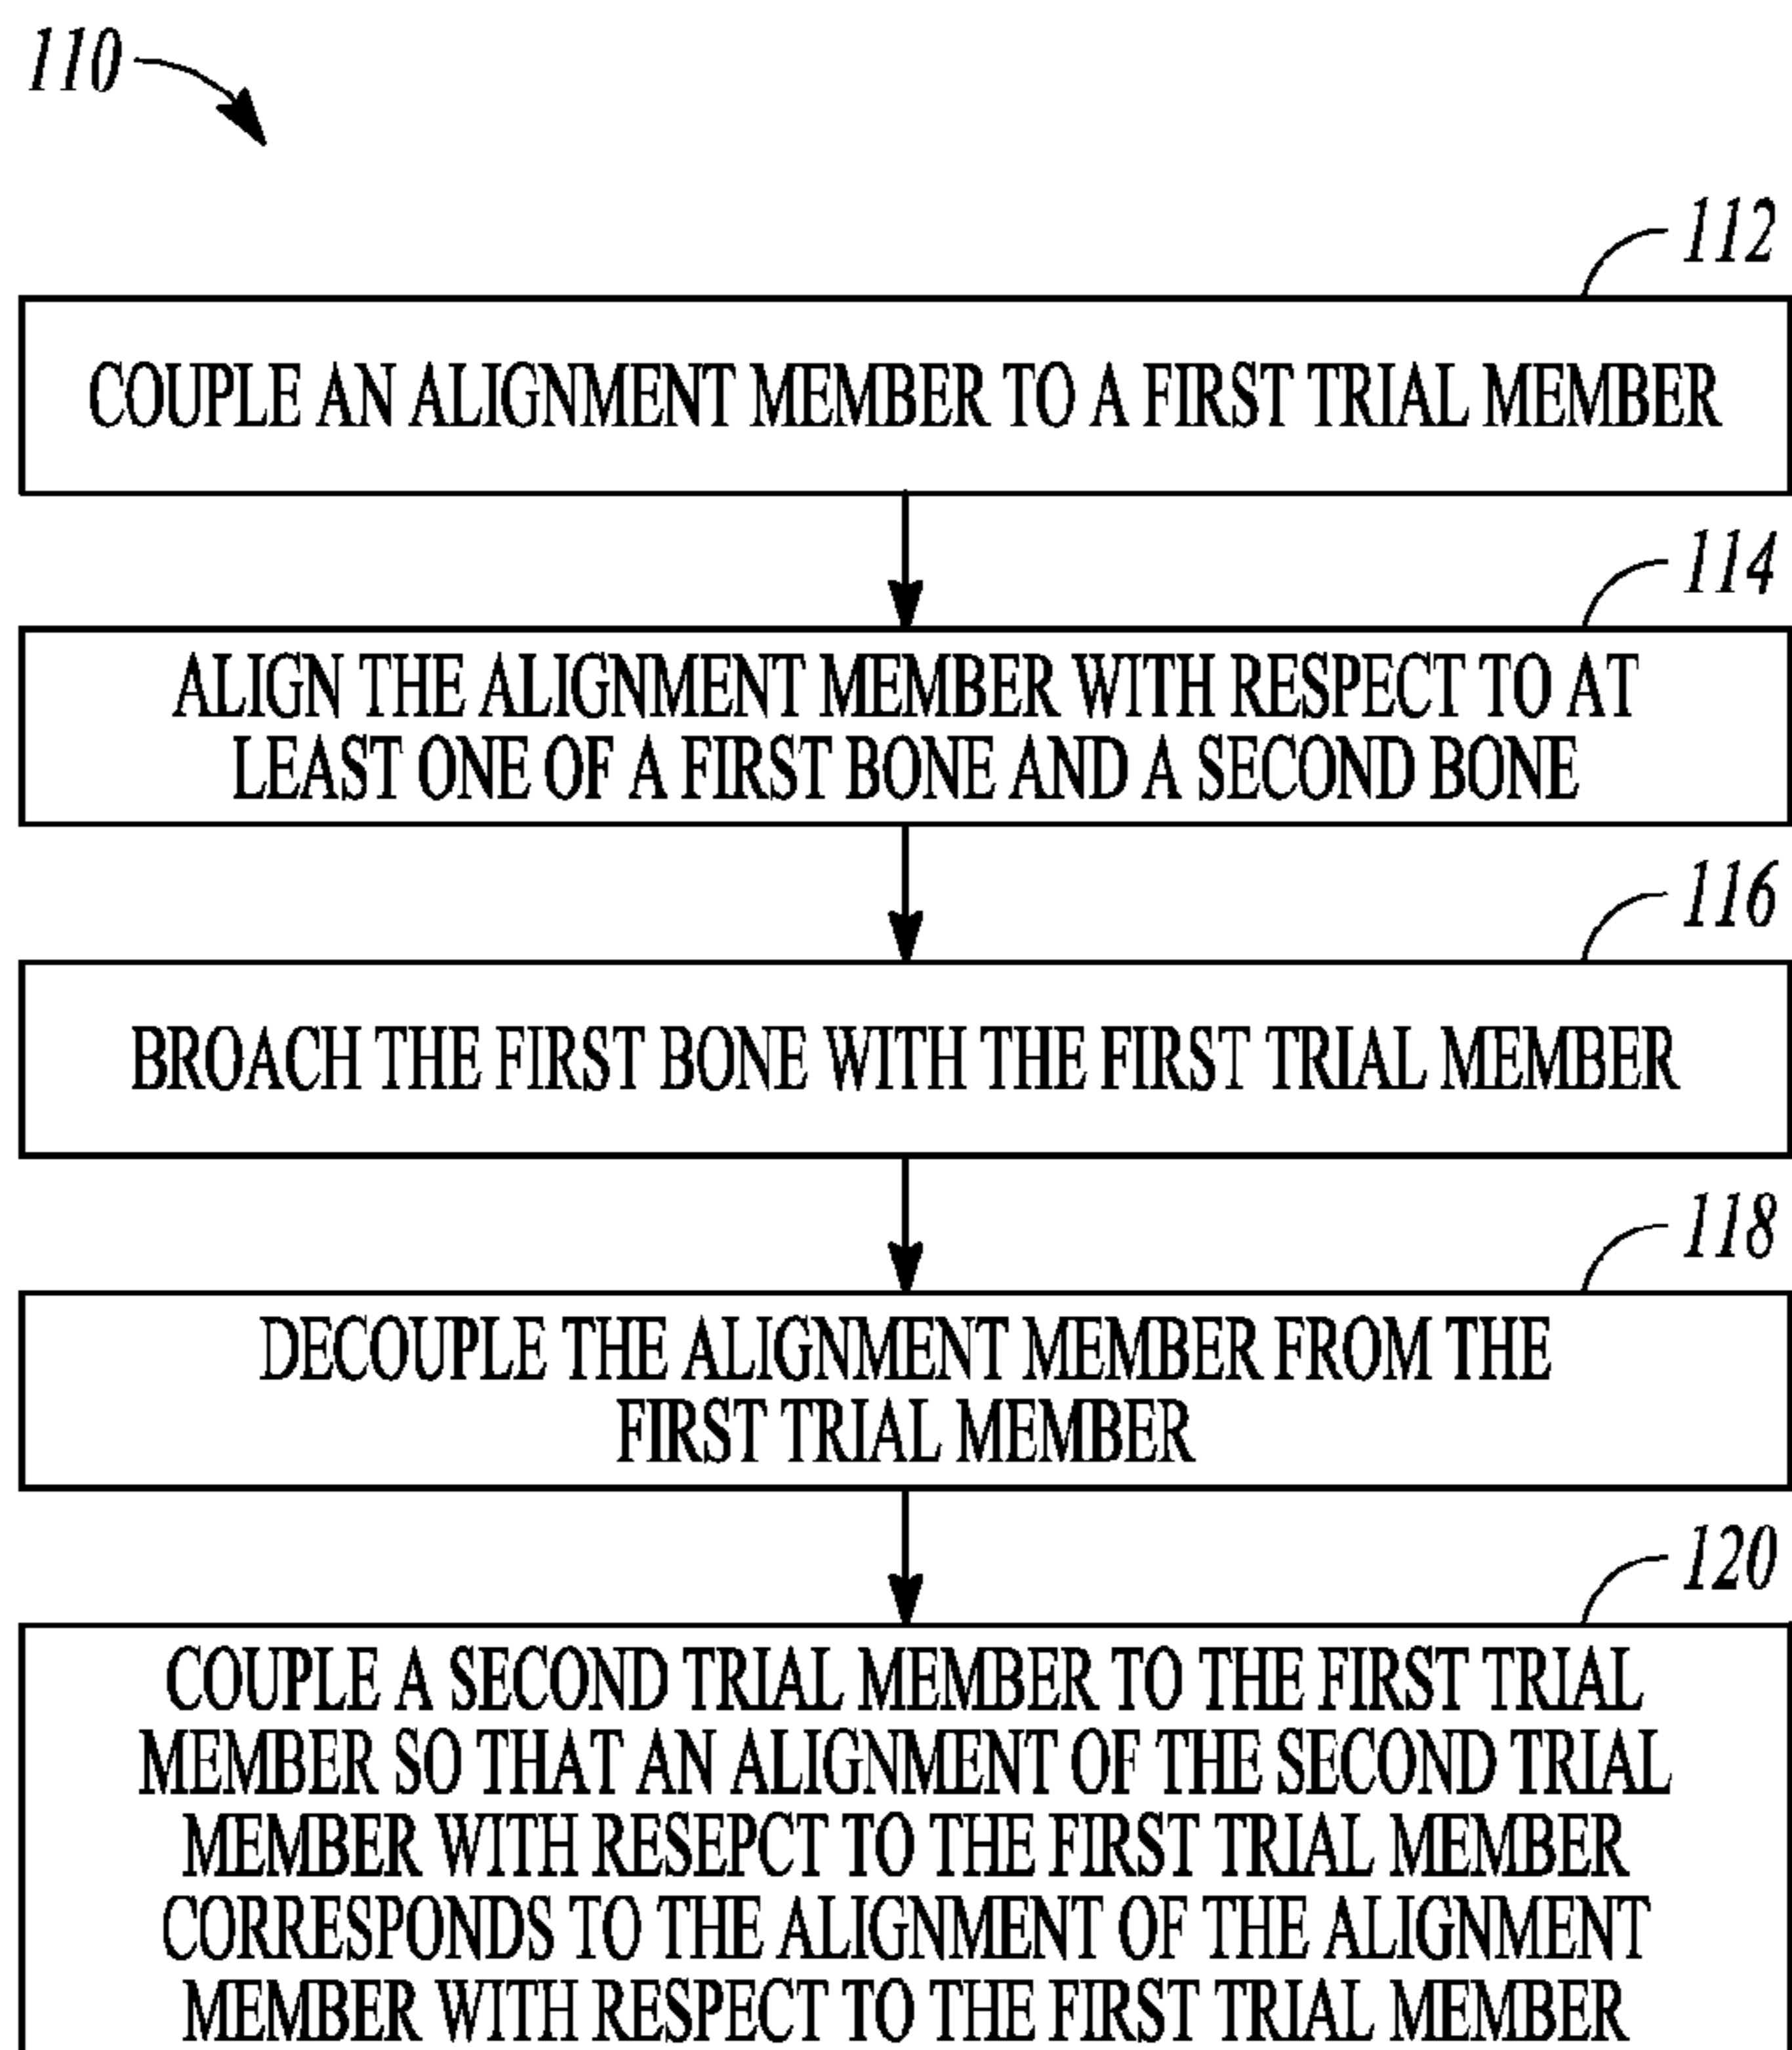 110
112
COUPLE AN ALIGNMENT MEMBER TO A FIRST TRIAL MEMBER
114
ALIGN THE ALIGNMENT MEMBER WITH RESPECT TO AT
LEAST ONE OF A FIRST BONE AND A SECOND BONE
116
BROACH THE FIRST BONE WITH THE FIRST TRIAL MEMBER
118
DECOUPLE THE ALIGNMENT MEMBER FROM THE
FIRST TRIAL MEMBER
120
COUPLE A SECOND TRIAL MEMBER TO THE FIRST TRIAL
MEMBER SO THAT AN ALIGNMENT OF THE SECOND TRIAL
MEMBER WITH RESEPCT TO THE FIRST TRIAL MEMBER
CORRESPONDS TO THE ALIGNMENT OF THE ALIGNMENT
MEMBER WITH RESPECT TO THE FIRST TRIAL MEMBER